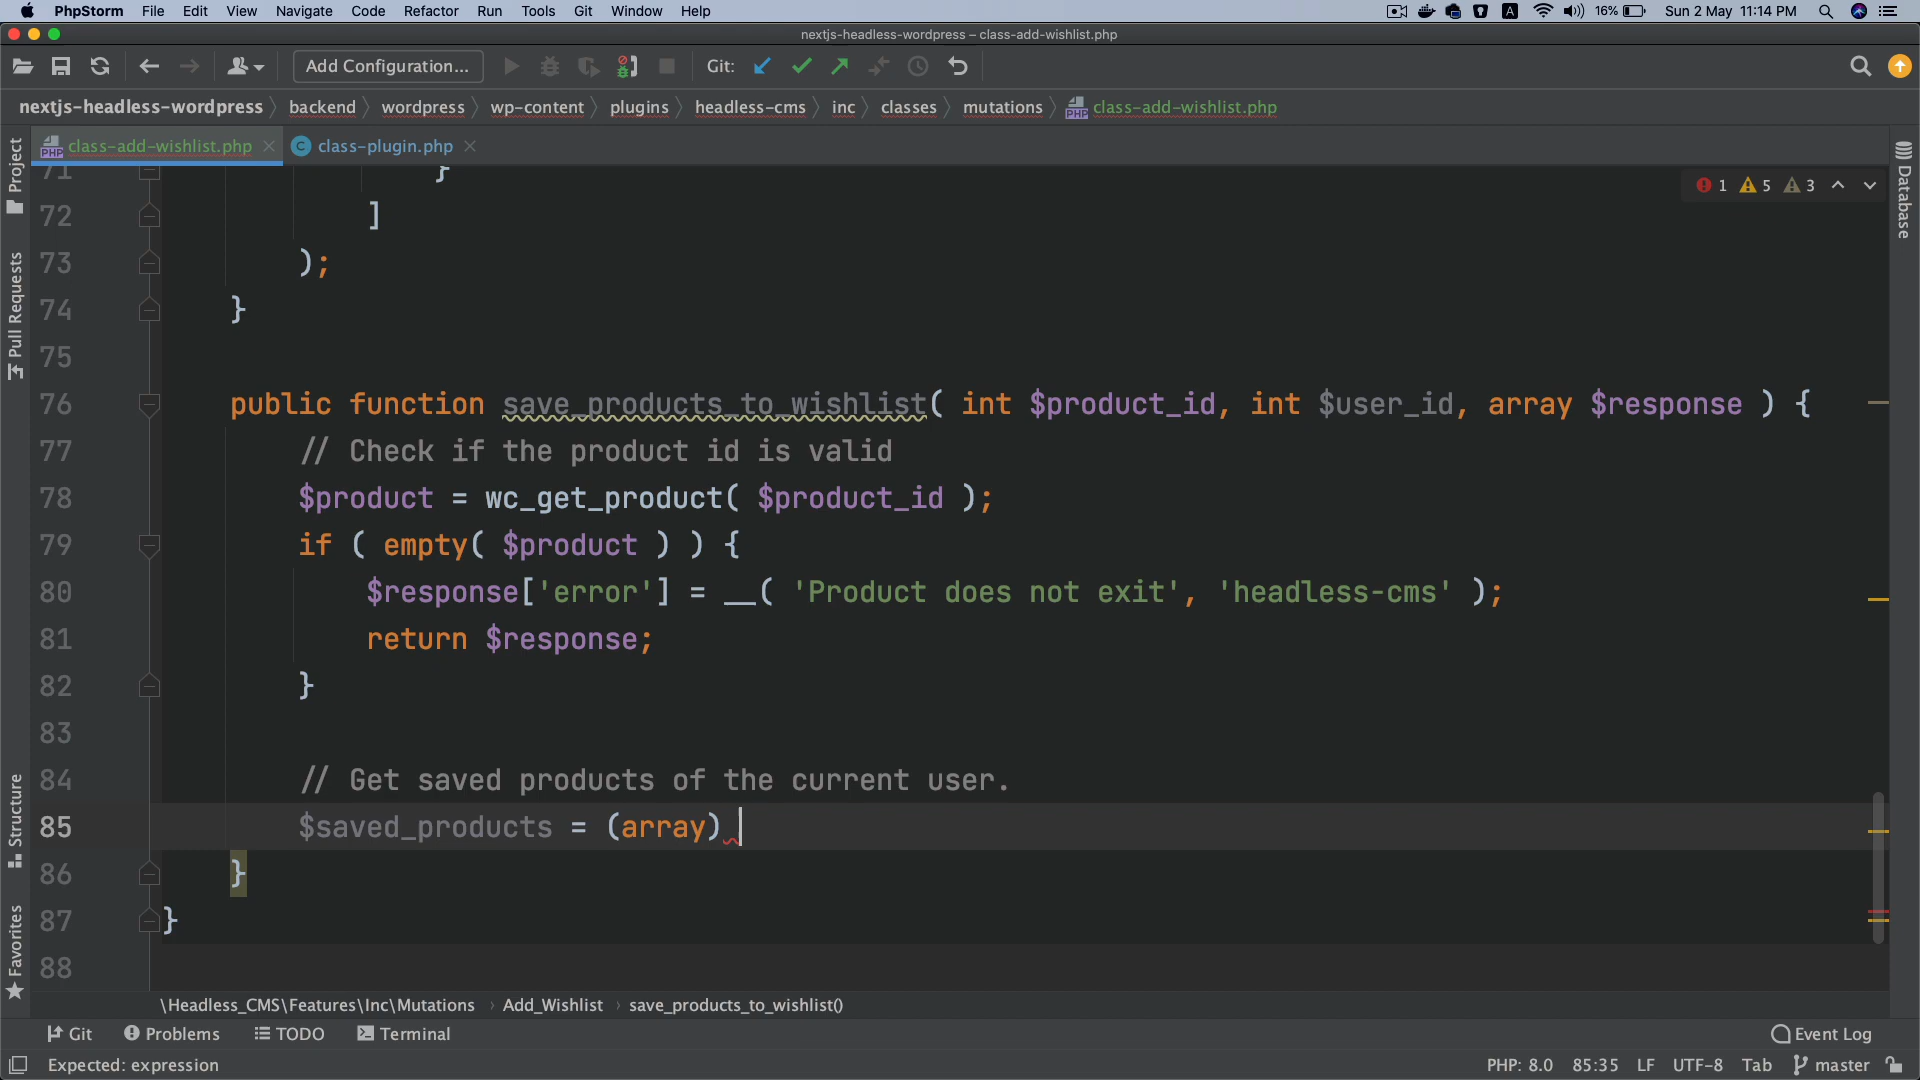 PhpStorm File Edit View Navigate Code Refactor Run Tools Git Window Help A 16% Sun 2 May 11:14 PM
nextjs-headless-wordpress – class-add-wishlist.php
Add Configuration... Git:
nextjs-headless-wordpress backend wordpress wp-content plugins headless-cms inc classes mutations PHP class-add-wishlist.php
PHP class-add-wishlist.php C class-plugin.php
1 5 3
Project
Pull Requests
Structure
Favorites
Database
71 }
72 ]
73 );
74 }
75
76 public function save_products_to_wishlist( int $product_id, int $user_id, array $response ) {
77 // Check if the product id is valid
78 $product = wc_get_product( $product_id );
79 if ( empty( $product ) ) {
80 $response['error'] = __( 'Product does not exit', 'headless-cms' );
81 return $response;
82 }
83
84 // Get saved products of the current user.
85 $saved_products = (array)
86 }
87 }
88
\Headless_CMS\Features\Inc\Mutations › Add_Wishlist › save_products_to_wishlist()
Git Problems TODO Terminal Event Log
Expected: expression PHP: 8.0 85:35 LF UTF-8 Tab master